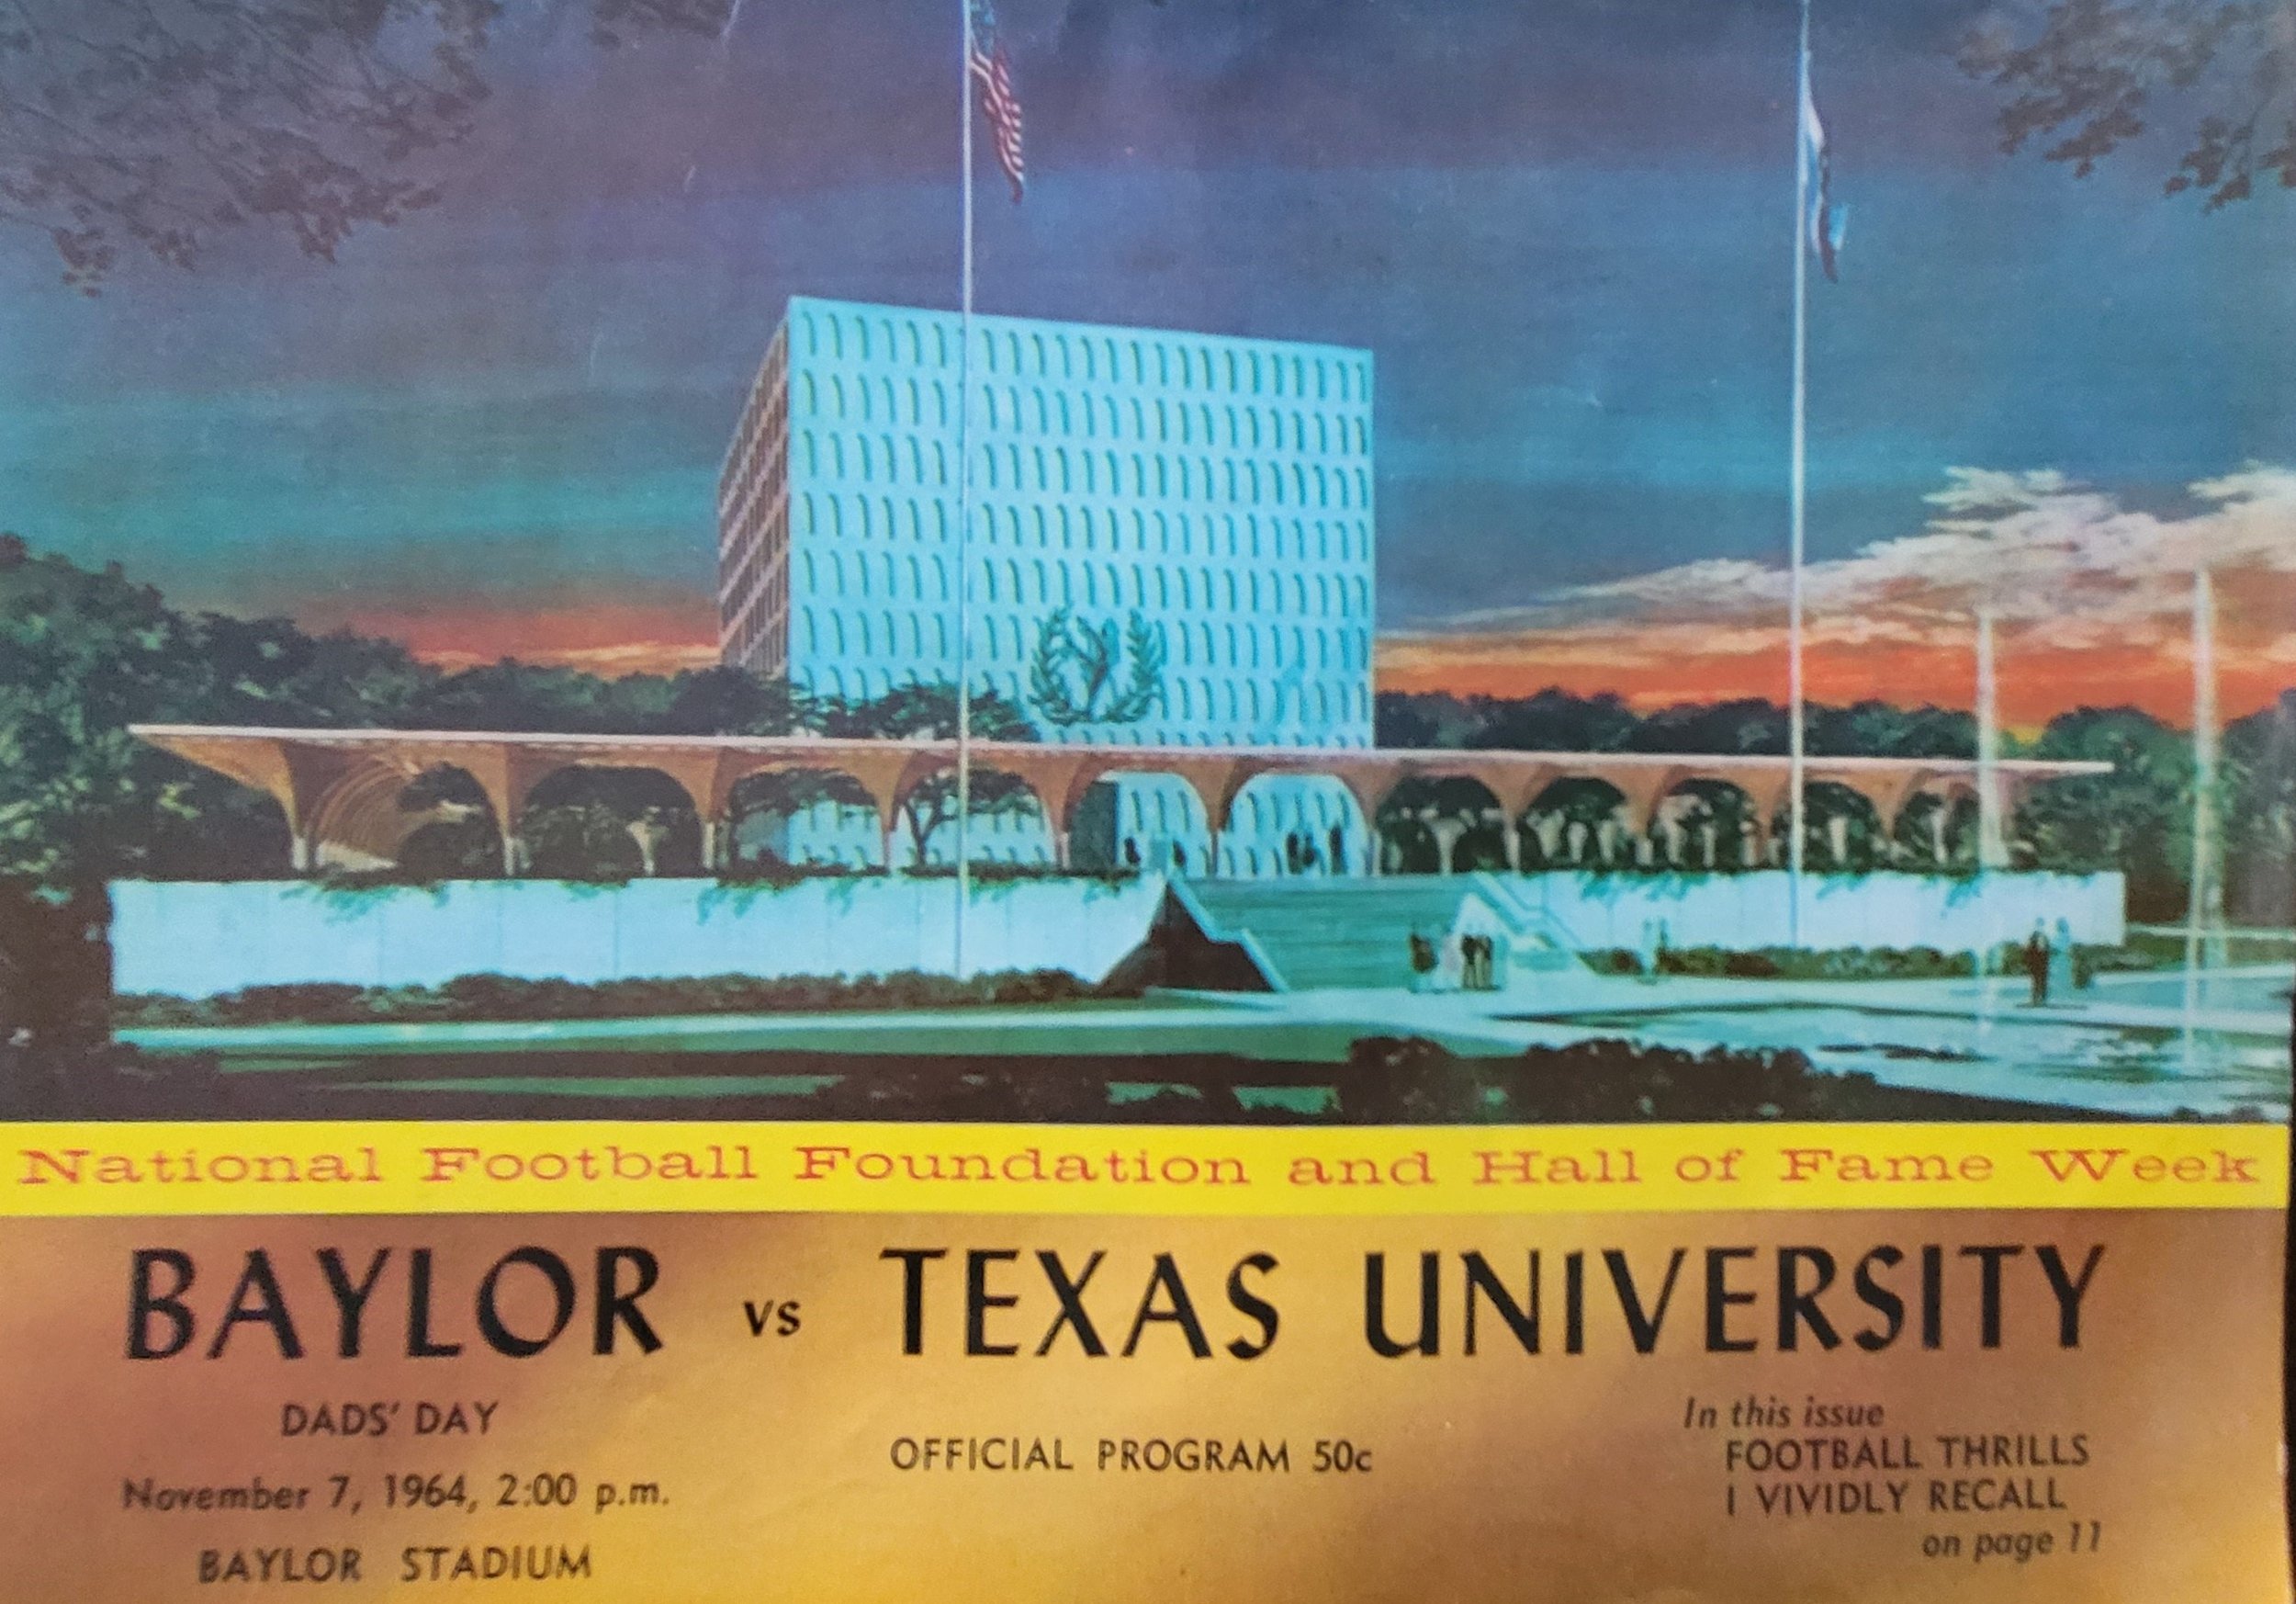 National Football Foundation and Hall of Fame Week
BAYLOR vs TEXAS UNIVERSITY
DADS' DAY
November 7, 1964, 2:00 p.m.
BAYLOR STADIUM
OFFICIAL PROGRAM 50c
In this issue
FOOTBALL THRILLS
I VIVIDLY RECALL
on page 11